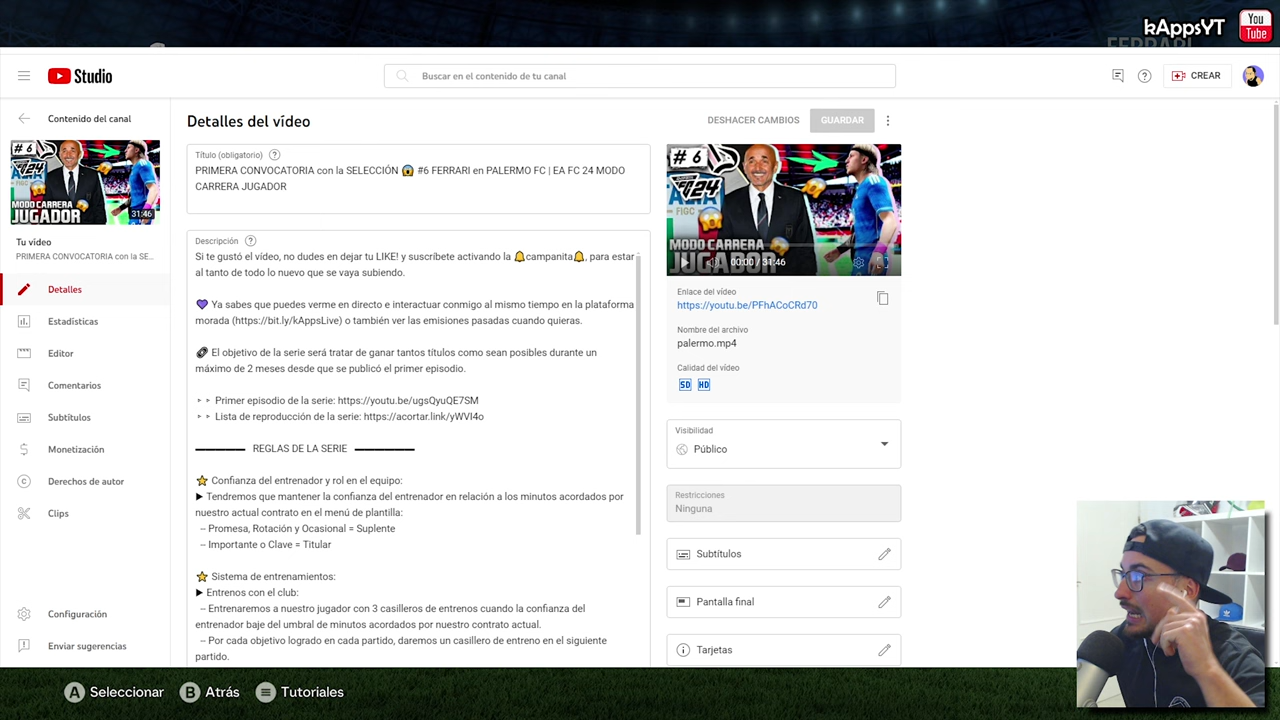 kAppsYT
You
Tube
FERRARI
Studio
Buscar en el contenido de tu canal
CREAR
Contenido del canal
# 6
FC24
FIGC
MODO CARRERA
JUGADOR
31:46
Tu vídeo
PRIMERA CONVOCATORIA con la SE...
Detalles
Estadísticas
Editor
Comentarios
Subtítulos
Monetización
Derechos de autor
Clips
Configuración
Enviar sugerencias
Detalles del vídeo
DESHACER CAMBIOS
GUARDAR
Título (obligatorio)
PRIMERA CONVOCATORIA con la SELECCIÓN 😱 #6 FERRARI en PALERMO FC | EA FC 24 MODO
CARRERA JUGADOR
Descripción
Si te gustó el vídeo, no dudes en dejar tu LIKE! y suscríbete activando la 🔔campanita🔔, para estar
al tanto de todo lo nuevo que se vaya subiendo.
💜 Ya sabes que puedes verme en directo e interactuar conmigo al mismo tiempo en la plataforma
morada (https://bit.ly/kAppsLive) o también ver las emisiones pasadas cuando quieras.
🏈 El objetivo de la serie será tratar de ganar tantos títulos como sean posibles durante un
máximo de 2 meses desde que se publicó el primer episodio.
‣ ‣ Primer episodio de la serie: https://youtu.be/ugsQyuQE7SM
‣ ‣ Lista de reproducción de la serie: https://acortar.link/yWVI4o
▬▬▬▬▬ REGLAS DE LA SERIE ▬▬▬▬▬
⭐ Confianza del entrenador y rol en el equipo:
► Tendremos que mantener la confianza del entrenador en relación a los minutos acordados por
nuestro actual contrato en el menú de plantilla:
-- Promesa, Rotación y Ocasional = Suplente
-- Importante o Clave = Titular
⭐ Sistema de entrenamientos:
► Entrenos con el club:
-- Entrenaremos a nuestro jugador con 3 casilleros de entrenos cuando la confianza del
entrenador baje del umbral de minutos acordados por nuestro contrato actual.
-- Por cada objetivo logrado en cada partido, daremos un casillero de entreno en el siguiente
partido.
# 6
FC24
FIGC
MODO CARRERA
JUGADOR
00:00 / 31:46
Enlace del vídeo
https://youtu.be/PFhACoCRd70
Nombre del archivo
palermo.mp4
Calidad del vídeo
SD HD
Visibilidad
Público
Restricciones
Ninguna
Subtítulos
Pantalla final
Tarjetas
A Seleccionar
B Atrás
Tutoriales